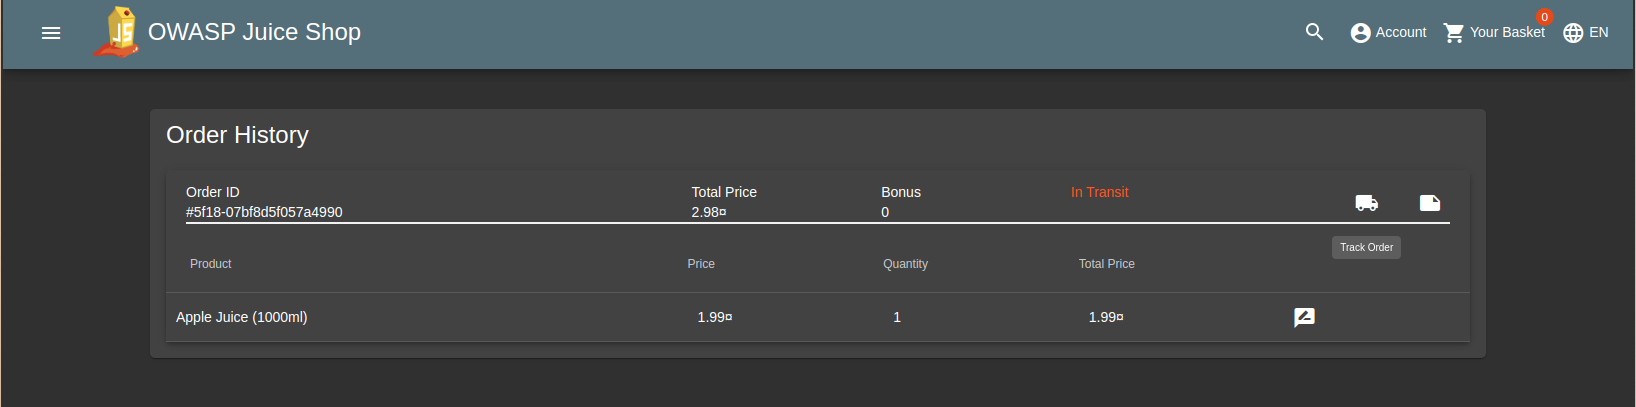 JS OWASP Juice Shop Account Your Basket 0 EN
Order History
Order ID Total Price Bonus In Transit
#5f18-07bf8d5f057a4990 2.98¤ 0
Track Order
Product Price Quantity Total Price
Apple Juice (1000ml) 1.99¤ 1 1.99¤